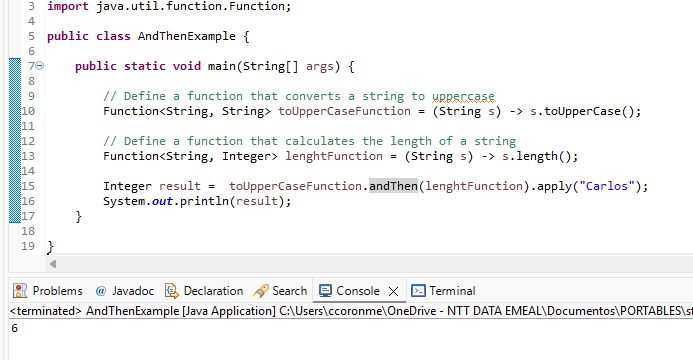 3 import java.util.function.Function;
4
5 public class AndThenExample {
6
7 public static void main(String[] args) {
8
9 // Define a function that converts a string to uppercase
10 Function<String, String> toUpperCaseFunction = (String s) -> s.toUpperCase();
11
12 // Define a function that calculates the length of a string
13 Function<String, Integer> lenghtFunction = (String s) -> s.length();
14
15 Integer result = toUpperCaseFunction.andThen(lenghtFunction).apply("Carlos");
16 System.out.println(result);
17 }
18
19 }
Problems @ Javadoc Declaration Search Console Terminal
<terminated> AndThenExample [Java Application] C:\Users\ccoronme\OneDrive - NTT DATA EMEAL\Documentos\PORTABLES\st
6